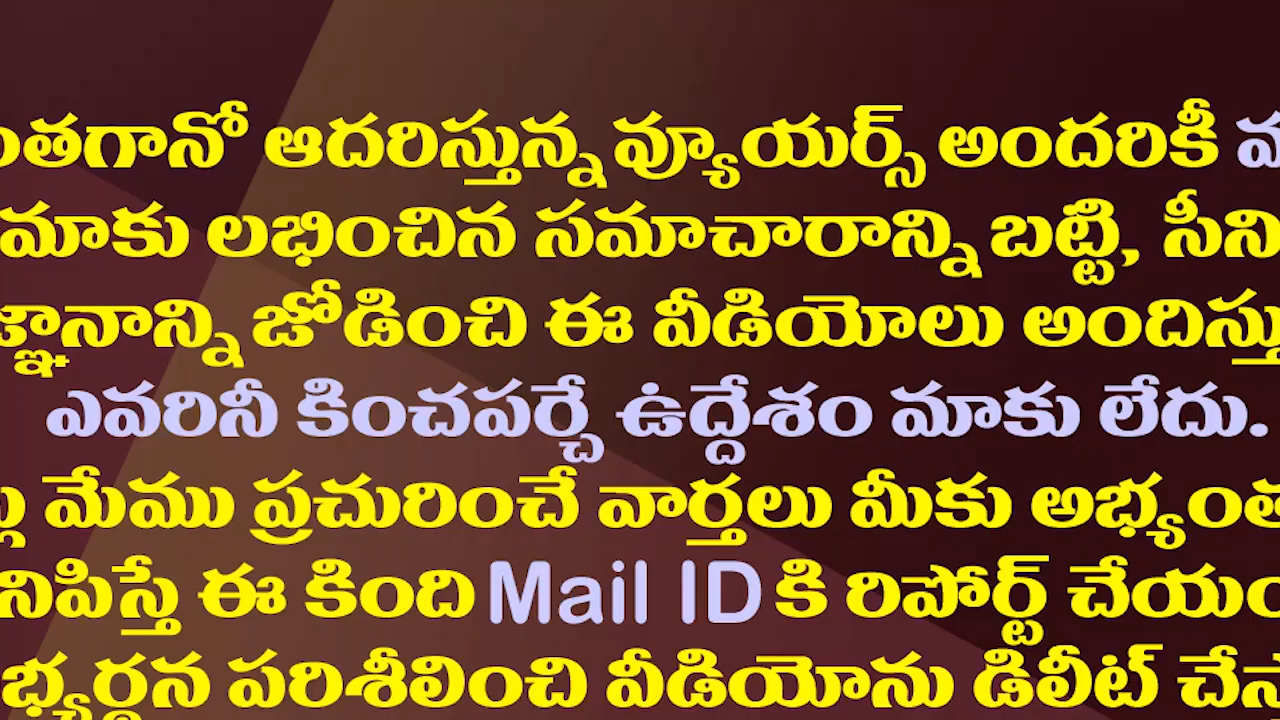 ఆదరిస్తున్న వ్యూయర్స్ అందరికీ
మాకు లభించిన సమాచారాన్ని బట్టి,
జోడించి ఈ వీడియోలు
ఎవరినీ కించపర్చే ఉద్దేశం మాకు లేదు.
మేము ప్రచురించే వార్తలు మీకు
ఈ కింది Mail ID కి రిపోర్ట్
పరిశీలించి వీడియోను డిలీట్